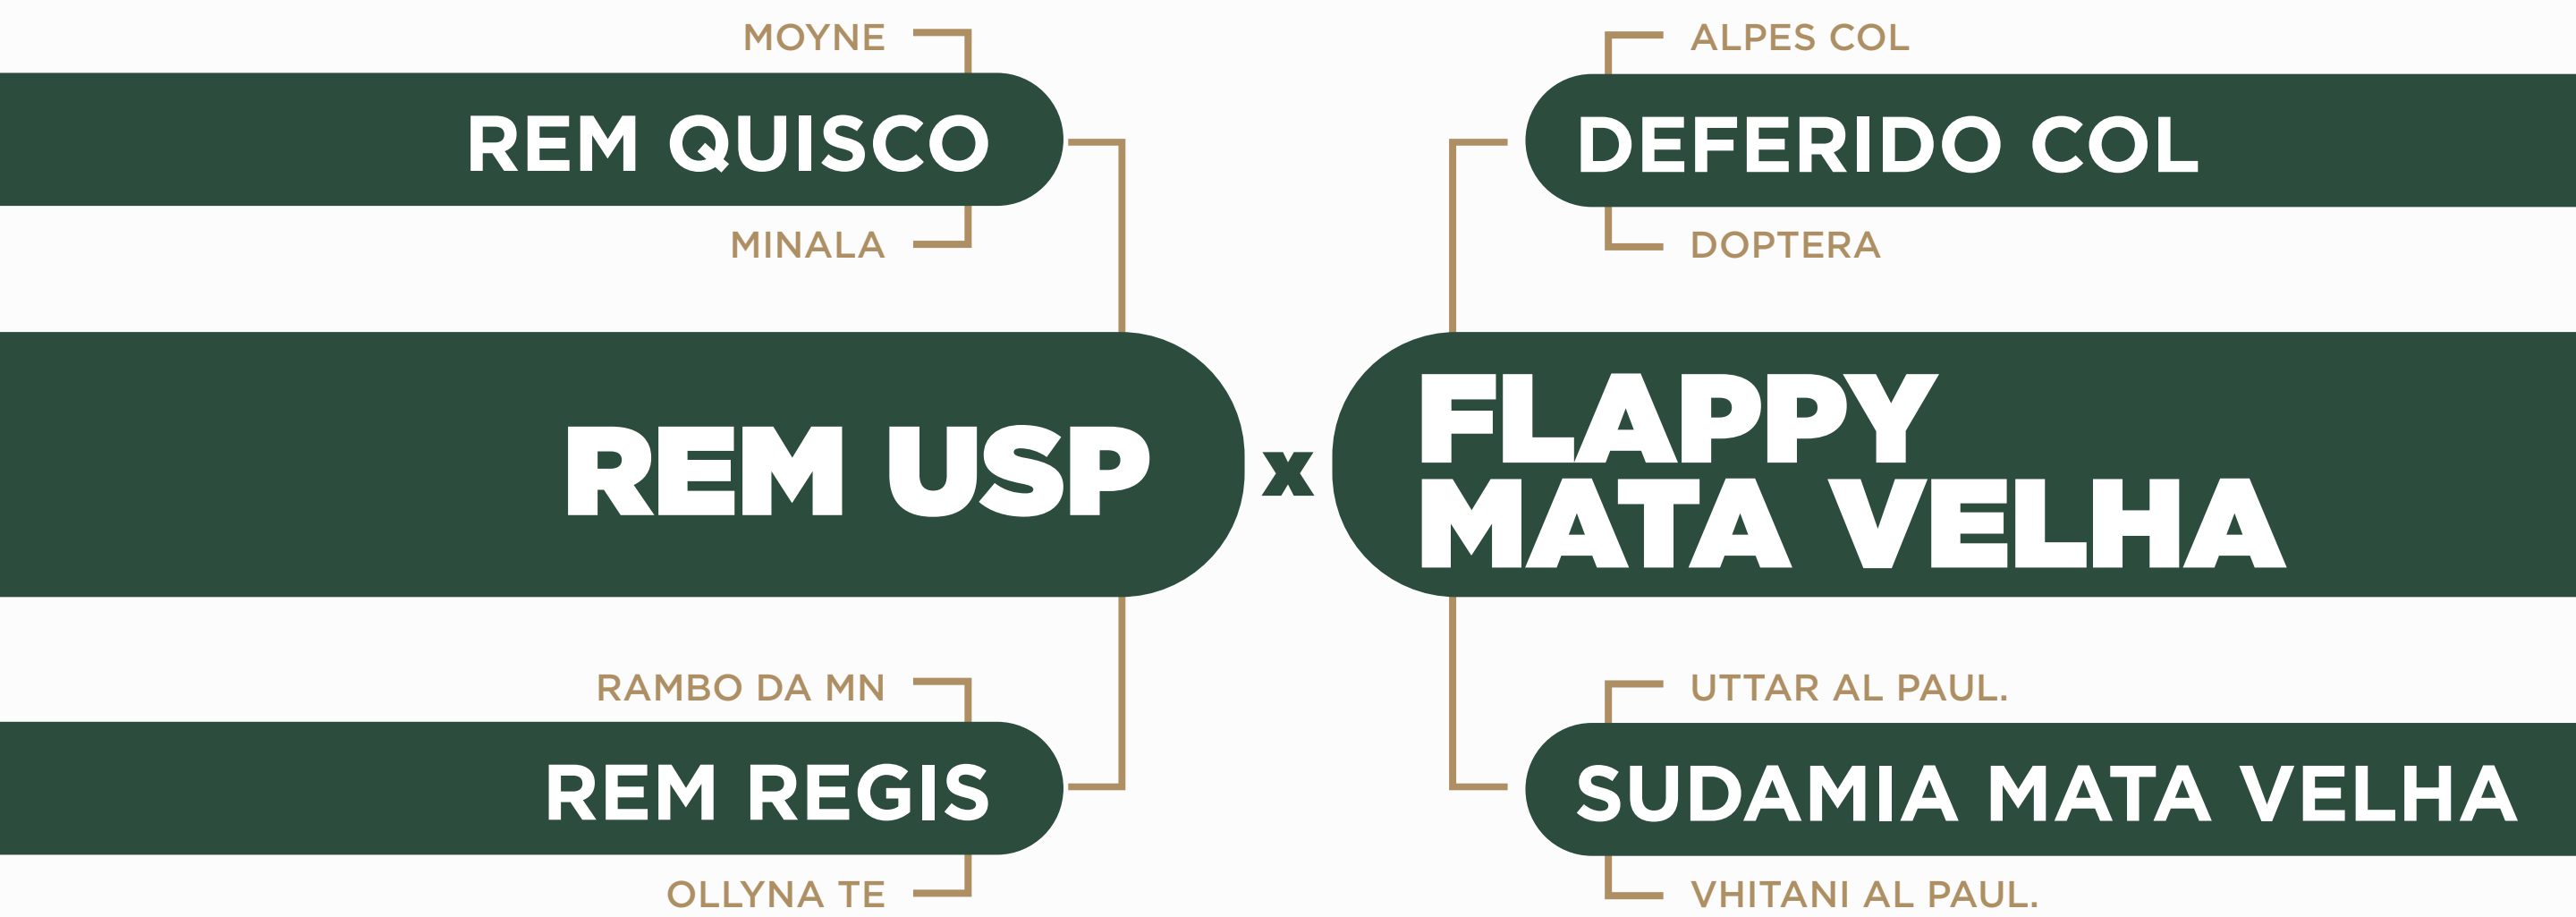 MOYNE
REM QUISCO
MINALA
REM USP
RAMBO DA MN
REM REGIS
OLLYNA TE
x
ALPES COL
DEFERIDO COL
DOPTERA
FLAPPY
MATA VELHA
UTTAR AL PAUL.
SUDAMIA MATA VELHA
VHITANI AL PAUL.